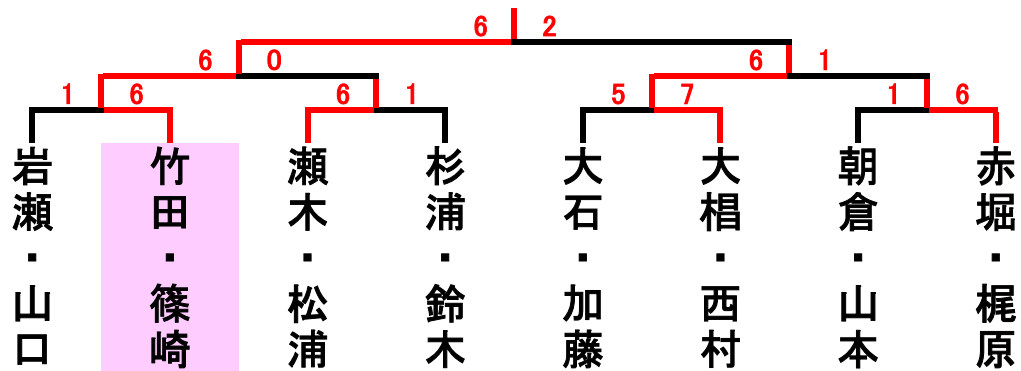 6 2
6 0 6 1
1 6 6 1 5 7 1 6
岩瀬・山口
竹田・篠崎
瀬木・松浦
杉浦・鈴木
大石・加藤
大椙・西村
朝倉・山本
赤堀・梶原